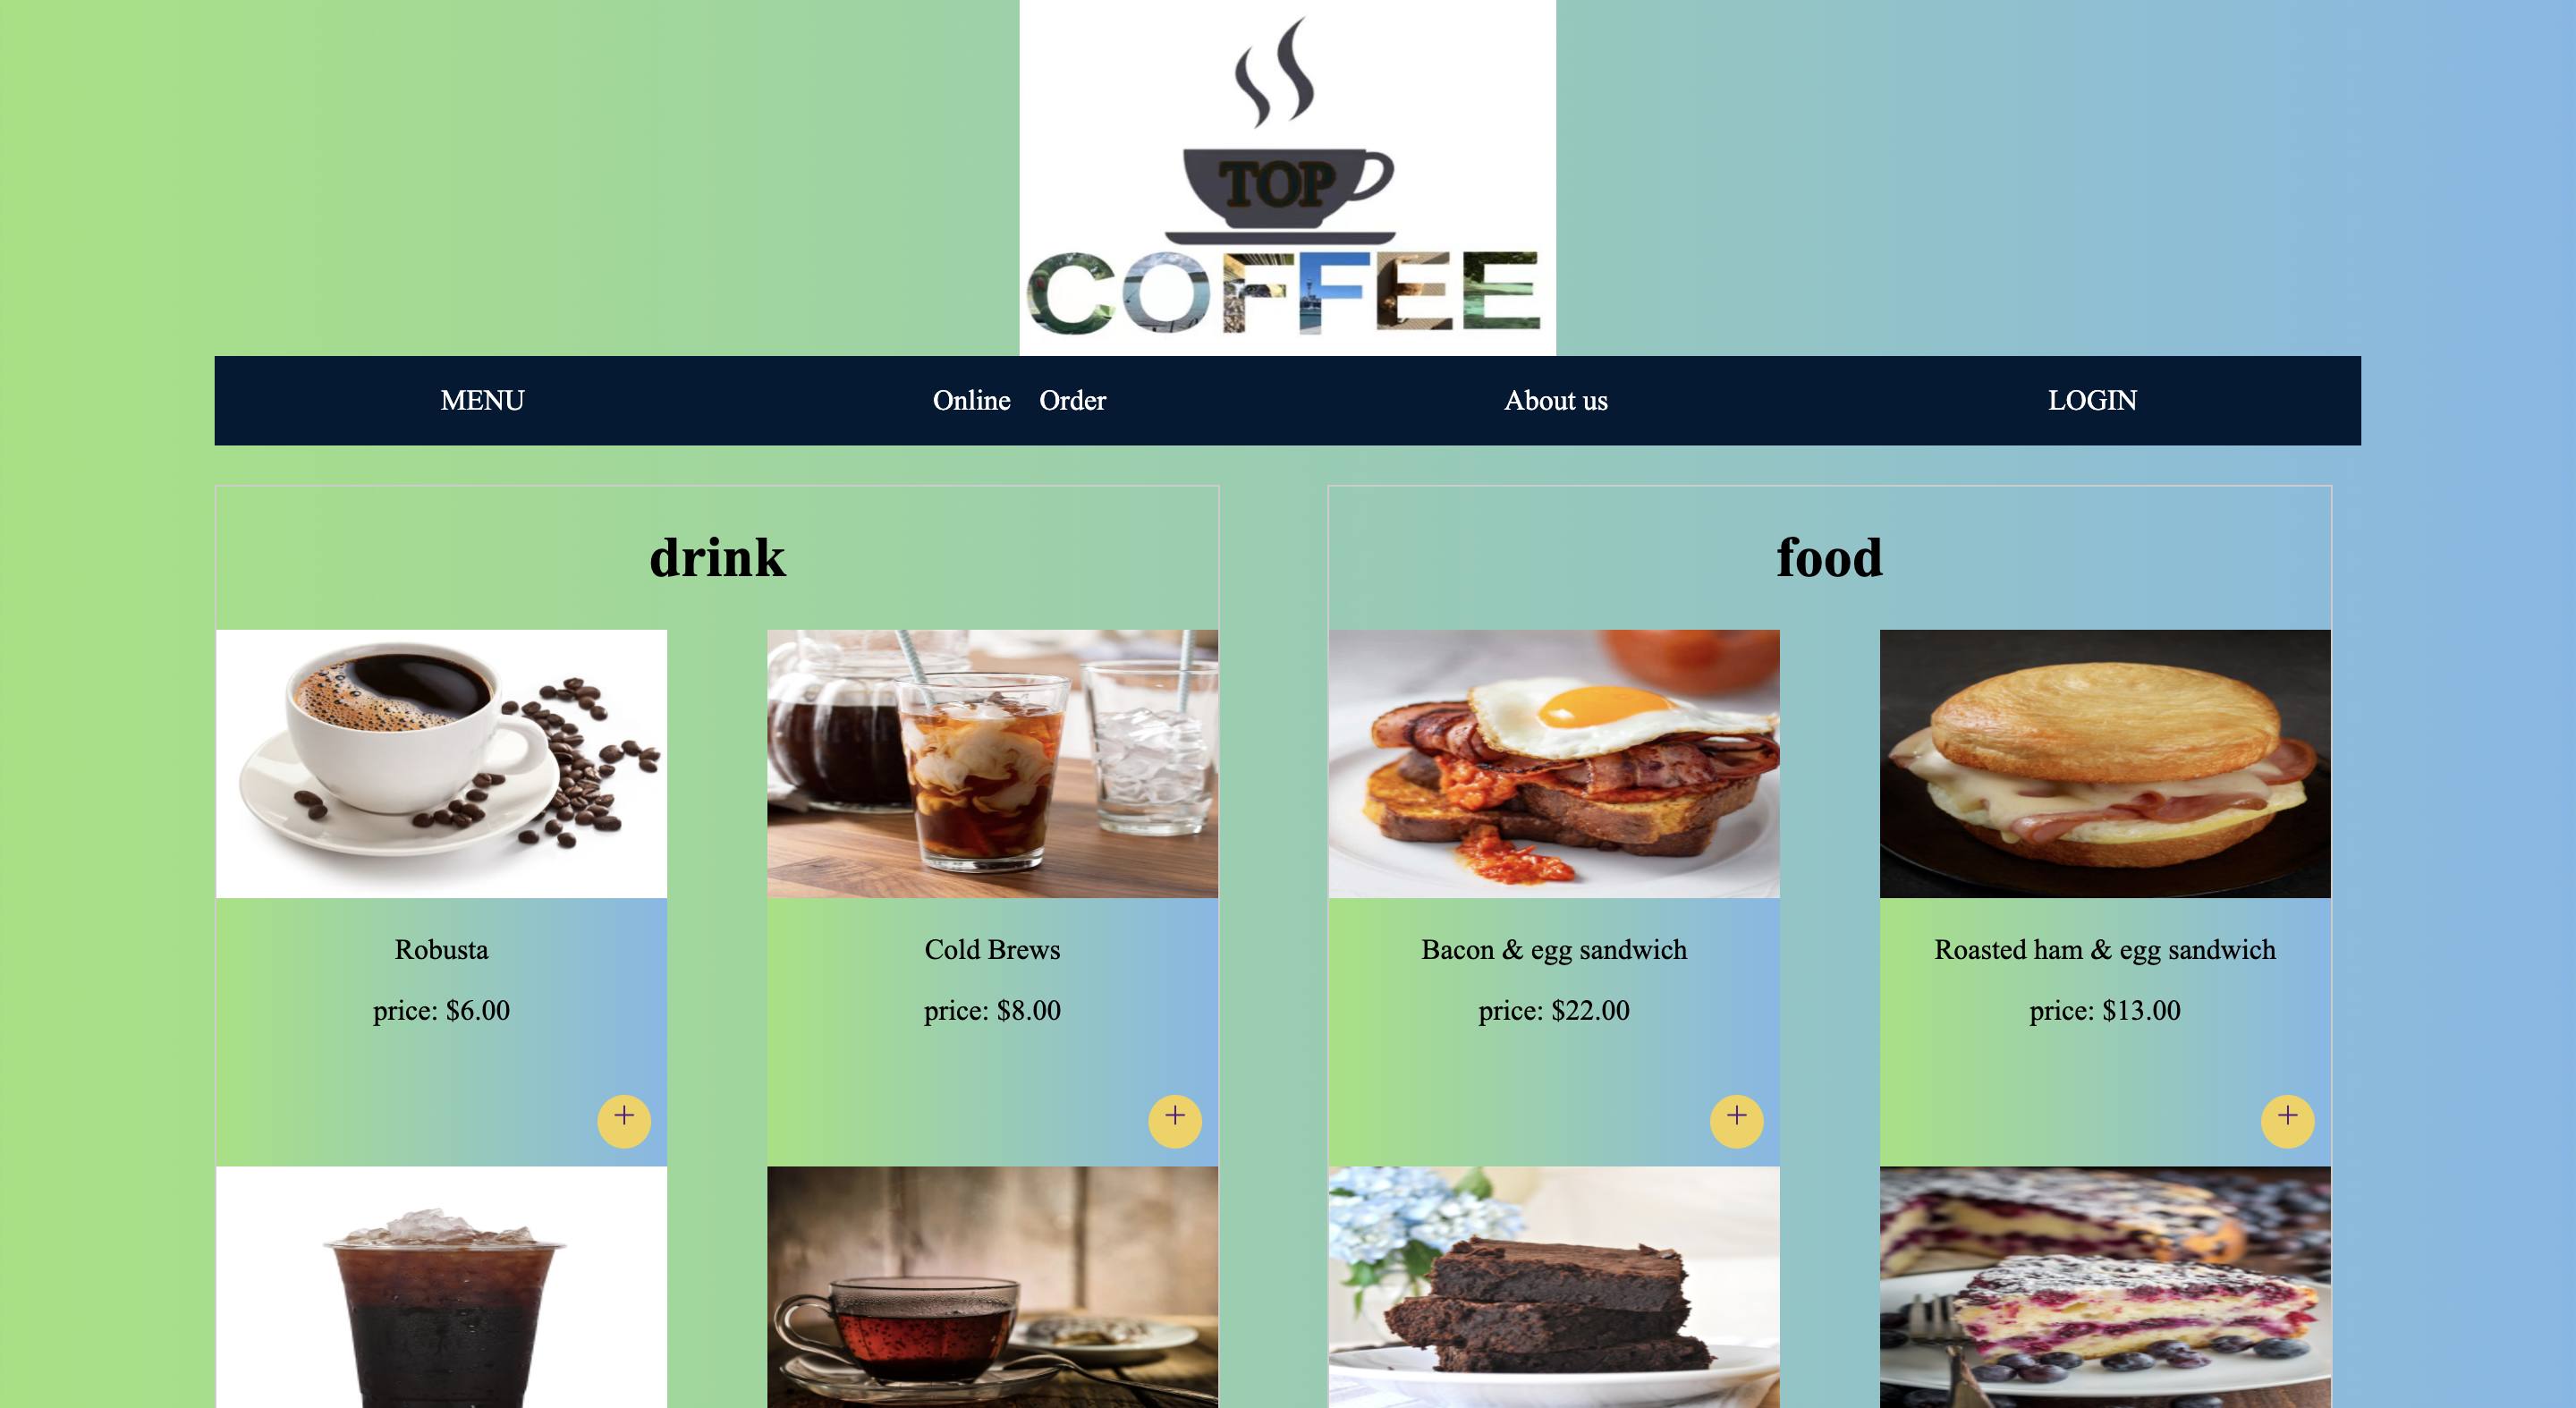 TOP
COFFEE
MENU Online Order About us LOGIN
drink
food
Robusta
price: $6.00
+
Cold Brews
price: $8.00
+
Bacon & egg sandwich
price: $22.00
+
Roasted ham & egg sandwich
price: $13.00
+